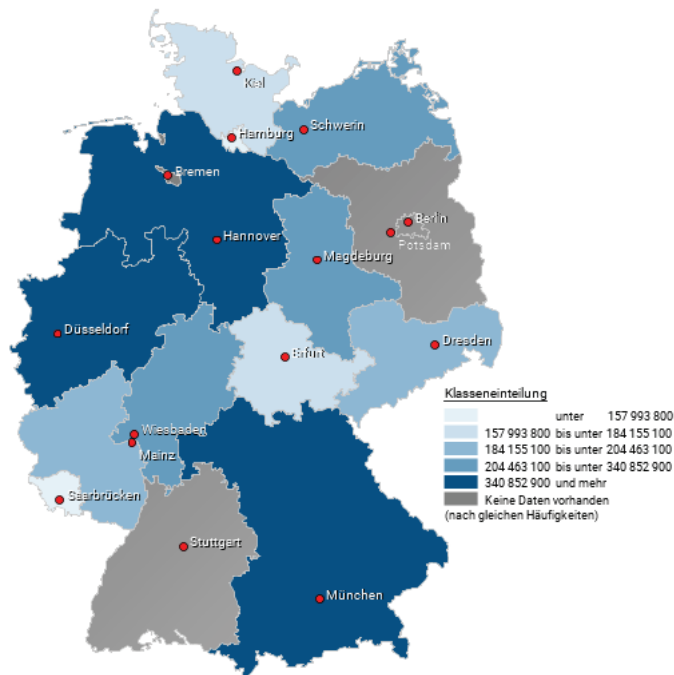 Kiel
Hamburg
Schwerin
Bremen
Berlin
Potsdam
Hannover
Magdeburg
Düsseldorf
Dresden
Erfurt
Wiesbaden
Mainz
Saarbrücken
Stuttgart
München
Klasseneinteilung
unter 157 993 800
157 993 800 bis unter 184 155 100
184 155 100 bis unter 204 463 100
204 463 100 bis unter 340 852 900
340 852 900 und mehr
Keine Daten vorhanden
(nach gleichen Häufigkeiten)